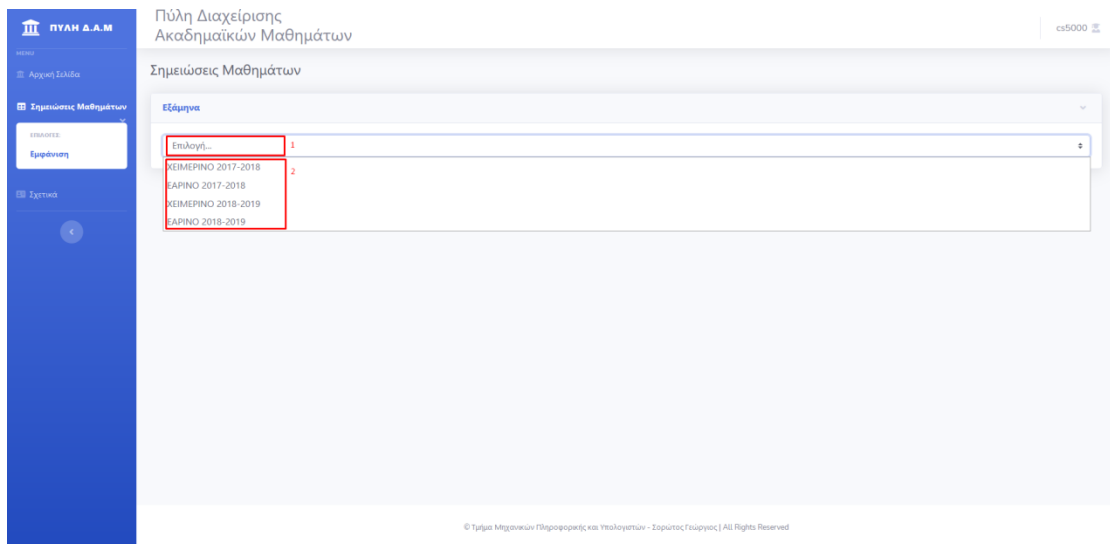 ΠΥΛΗ Δ.Α.Μ
MENU
Αρχική Σελίδα
Σημειώσεις Μαθημάτων
ΕΠΙΛΟΓΕΣ
Εμφάνιση
Σχετικά
Πύλη Διαχείρισης
Ακαδημαϊκών Μαθημάτων
cs5000
Σημειώσεις Μαθημάτων
Εξάμηνα
Επιλογή... 1
ΧΕΙΜΕΡΙΝΟ 2017-2018 2
ΕΑΡΙΝΟ 2017-2018
ΧΕΙΜΕΡΙΝΟ 2018-2019
ΕΑΡΙΝΟ 2018-2019
© Τμήμα Μηχανικών Πληροφορικής και Υπολογιστών - Σαρώτος Γεώργιος | All Rights Reserved